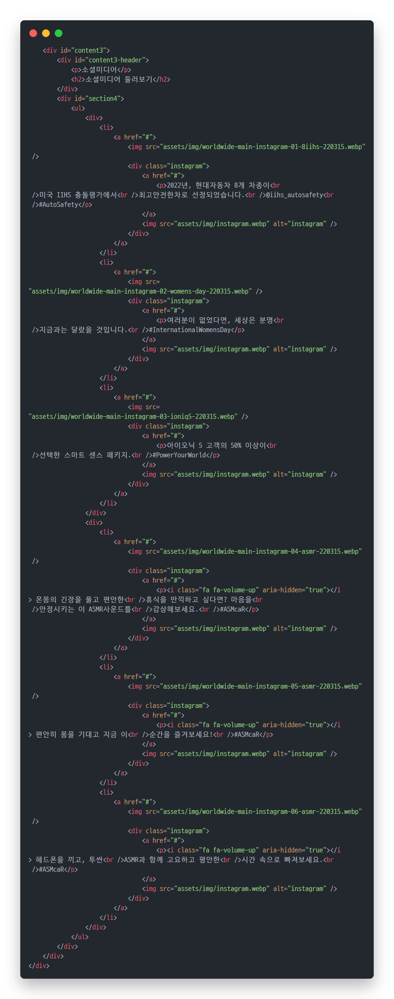 <div id="content3">
<div id="content3-header">
<p>소셜미디어</p>
<h2>소셜미디어 둘러보기</h2>
</div>
<div id="section4">
<ul>
<div>
<li>
<a href="#">
<img src="assets/img/worldwide-main-instagram-01-8iihs-220315.webp"
/>
<div class="instagram">
<a href="#">
<p>2022년, 현대자동차 8개 차종이<br
/>미국 IIHS 충돌평가에서<br />최고안전한차로 선정되었습니다.<br />@iihs_autosafety<br
/>#AutoSafety</p>
</a>
<img src="assets/img/instagram.webp" alt="instagram" />
</div>
</a>
</li>
<li>
<a href="#">
<img src=
"assets/img/worldwide-main-instagram-02-womens-day-220315.webp" />
<div class="instagram">
<a href="#">
<p>여러분이 없었다면, 세상은 분명<br
/>지금과는 달랐을 것입니다.<br />#InternationalWomensDay</p>
</a>
<img src="assets/img/instagram.webp" alt="instagram" />
</div>
</a>
</li>
<li>
<a href="#">
<img src=
"assets/img/worldwide-main-instagram-03-ioniq5-220315.webp" />
<div class="instagram">
<a href="#">
<p>아이오닉 5 고객의 50% 이상이<br
/>선택한 스마트 센스 패키지.<br />#PowerYourWorld</p>
</a>
<img src="assets/img/instagram.webp" alt="instagram" />
</div>
</a>
</li>
</div>
<div>
<li>
<a href="#">
<img src="assets/img/worldwide-main-instagram-04-asmr-220315.webp"
/>
<div class="instagram">
<a href="#">
<p><i class="fa fa-volume-up" aria-hidden="true"></i
> 온몸의 긴장을 풀고 편안한<br />휴식을 만끽하고 싶다면? 마음을<br
/>안정시키는 이 ASMR사운드를<br />감상해보세요.<br />#ASMcaR</p>
</a>
<img src="assets/img/instagram.webp" alt="instagram" />
</div>
</a>
</li>
<li>
<a href="#">
<img src="assets/img/worldwide-main-instagram-05-asmr-220315.webp"
/>
<div class="instagram">
<a href="#">
<p><i class="fa fa-volume-up" aria-hidden="true"></i
> 편안히 몸을 기대고 지금 이<br />순간을 즐겨보세요!<br />#ASMcaR</p>
</a>
<img src="assets/img/instagram.webp" alt="instagram" />
</div>
</a>
</li>
<li>
<a href="#">
<img src="assets/img/worldwide-main-instagram-06-asmr-220315.webp"
/>
<div class="instagram">
<a href="#">
<p><i class="fa fa-volume-up" aria-hidden="true"></i
> 헤드폰을 끼고, 투싼<br />ASMR과 함께 고요하고 평안한<br />시간 속으로 빠져보세요.<br
/>#ASMcaR</p>
</a>
<img src="assets/img/instagram.webp" alt="instagram" />
</div>
</a>
</li>
</div>
</ul>
</div>
</div>
</div>